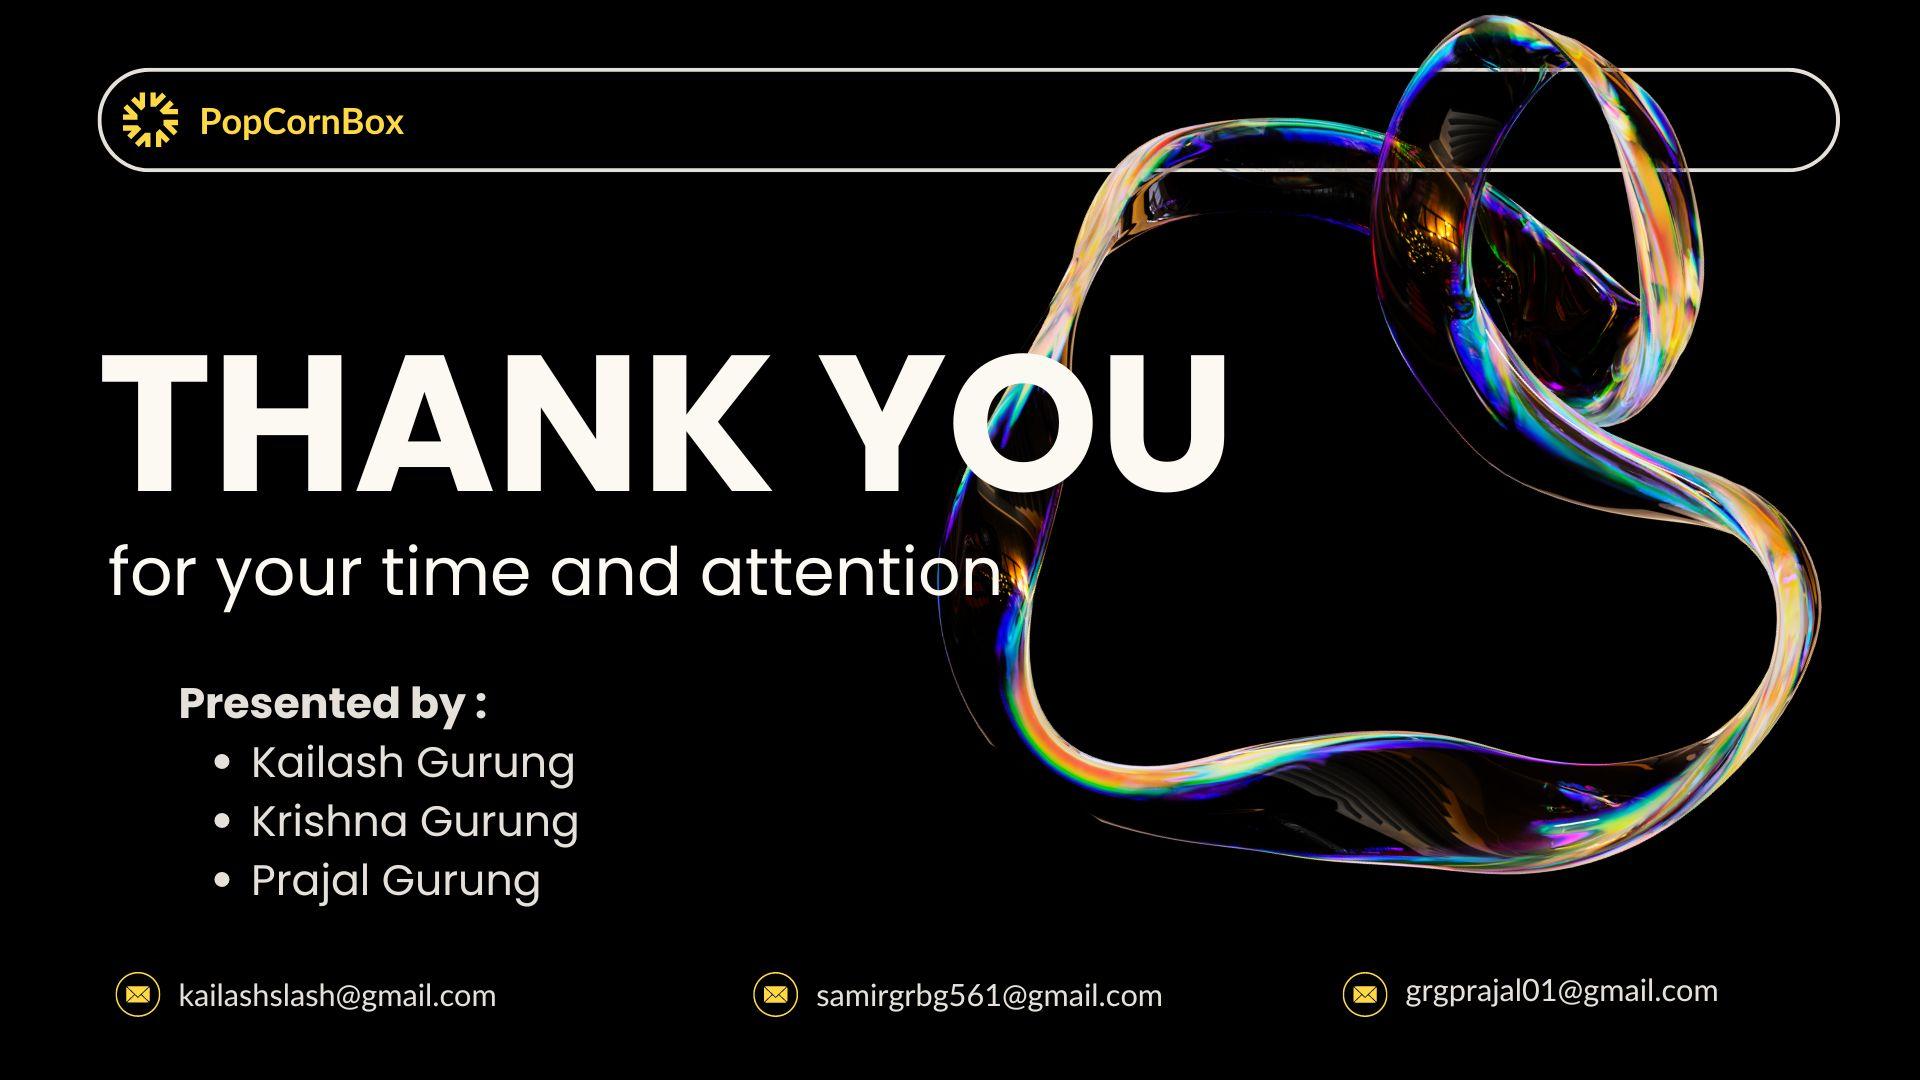 PopCornBox
THANK YOU
for your time and attention
Presented by :
• Kailash Gurung
• Krishna Gurung
• Prajal Gurung
kailashslash@gmail.com
samirgrbg561@gmail.com
grgprajal01@gmail.com